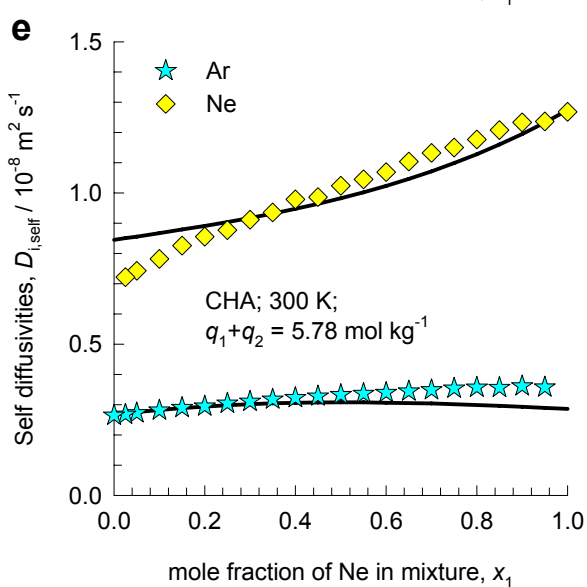 e
Ar
Ne
1.5
1.0
0.5
0.0
Self diffusivities, D_i,self / 10⁻⁸ m² s⁻¹
CHA; 300 K;
q₁+q₂ = 5.78 mol kg⁻¹
0.0 0.2 0.4 0.6 0.8 1.0
mole fraction of Ne in mixture, x₁